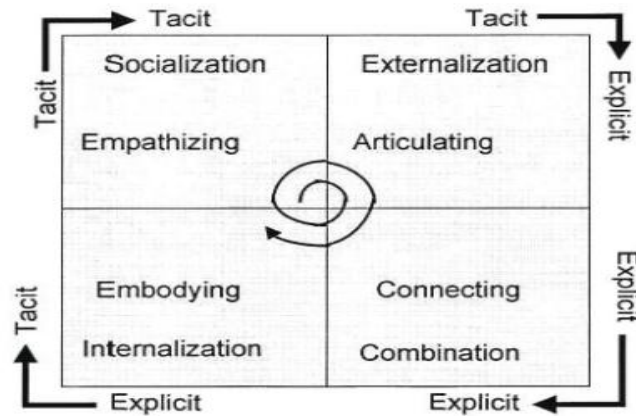 Tacit
Tacit
Tacit
Explicit
Socialization
Externalization
Empathizing
Articulating
Embodying
Connecting
Internalization
Combination
Tacit
Explicit
Explicit
Explicit